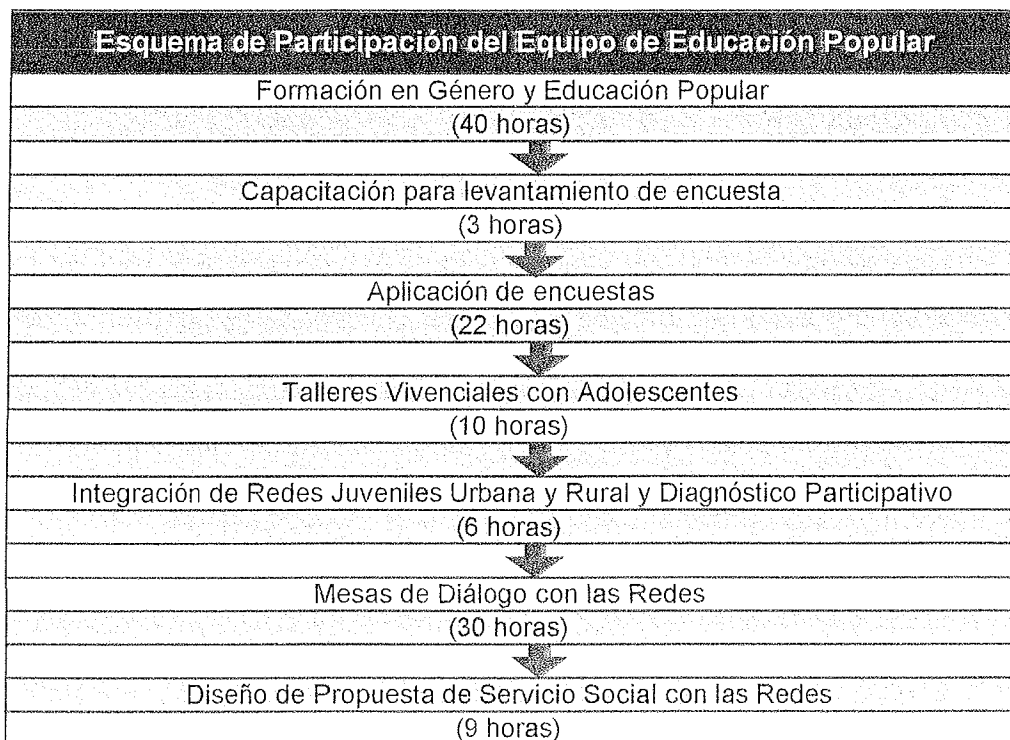 Esquema de Participación del Equipo de Educación Popular
Formación en Género y Educación Popular
(40 horas)
Capacitación para levantamiento de encuesta
(3 horas)
Aplicación de encuestas
(22 horas)
Talleres Vivenciales con Adolescentes
(10 horas)
Integración de Redes Juveniles Urbana y Rural y Diagnóstico Participativo
(6 horas)
Mesas de Diálogo con las Redes
(30 horas)
Diseño de Propuesta de Servicio Social con las Redes
(9 horas)